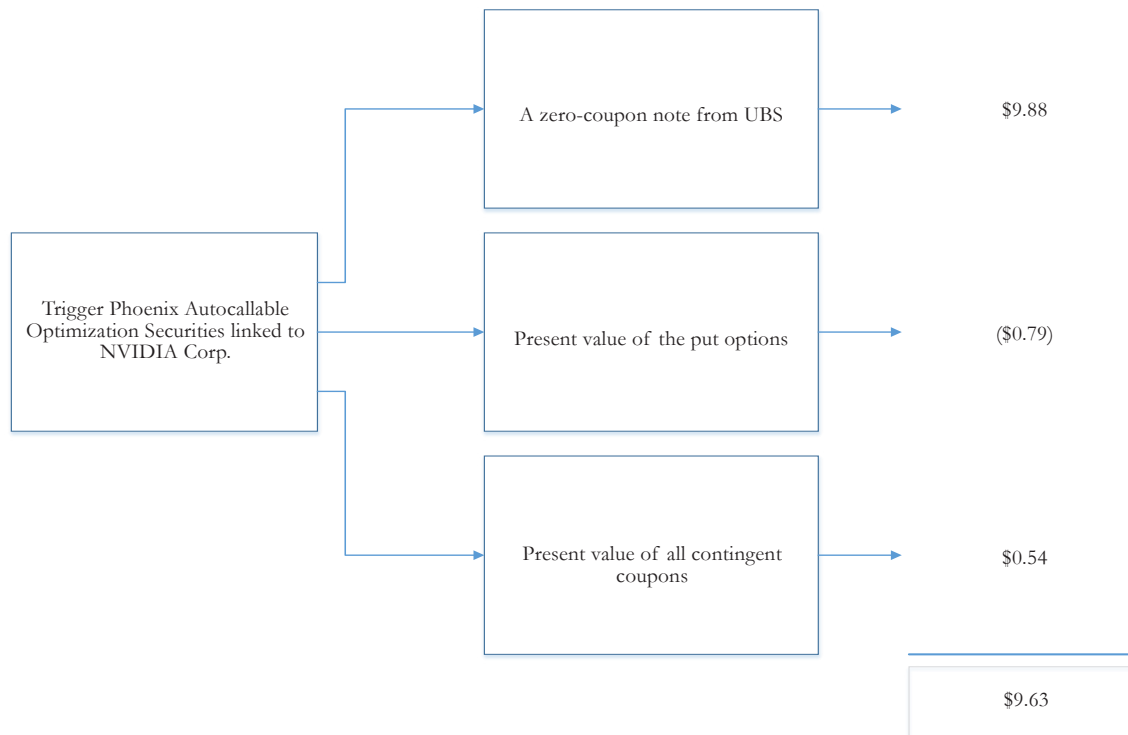 A zero-coupon note from UBS
$9.88
Trigger Phoenix Autocallable
Optimization Securities linked to
NVIDIA Corp.
Present value of the put options
($0.79)
Present value of all contingent
coupons
$0.54
$9.63